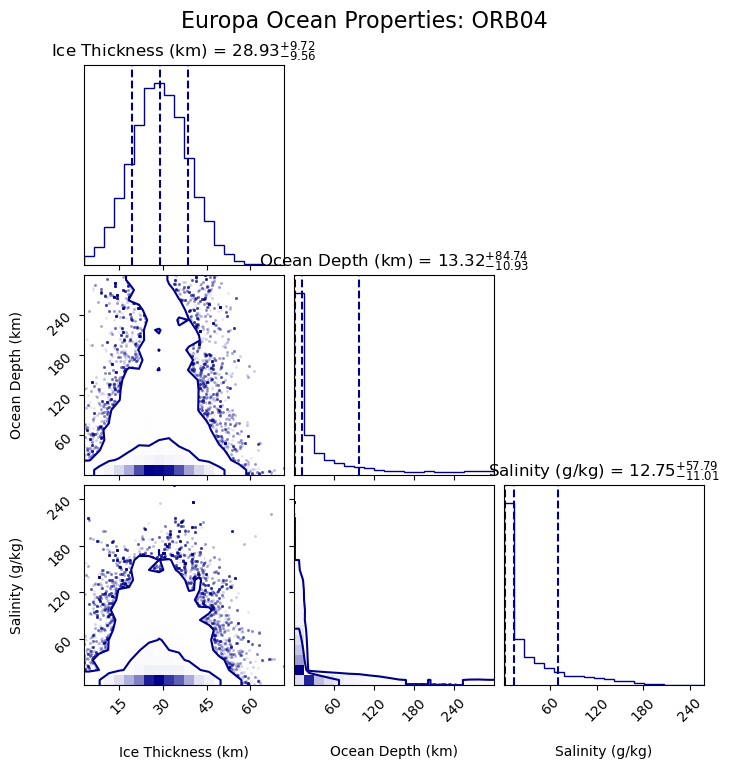 Europa Ocean Properties: ORB04
Ice Thickness (km) = 28.93+9.72−9.56
Ocean Depth (km) = 13.32+84.74−10.93
Salinity (g/kg) = 12.75+57.79−11.01
Ocean Depth (km)
240
180
120
60
Salinity (g/kg)
240
180
120
60
15 30 45 60
60 120 180 240
60 120 180 240
Ice Thickness (km)
Ocean Depth (km)
Salinity (g/kg)